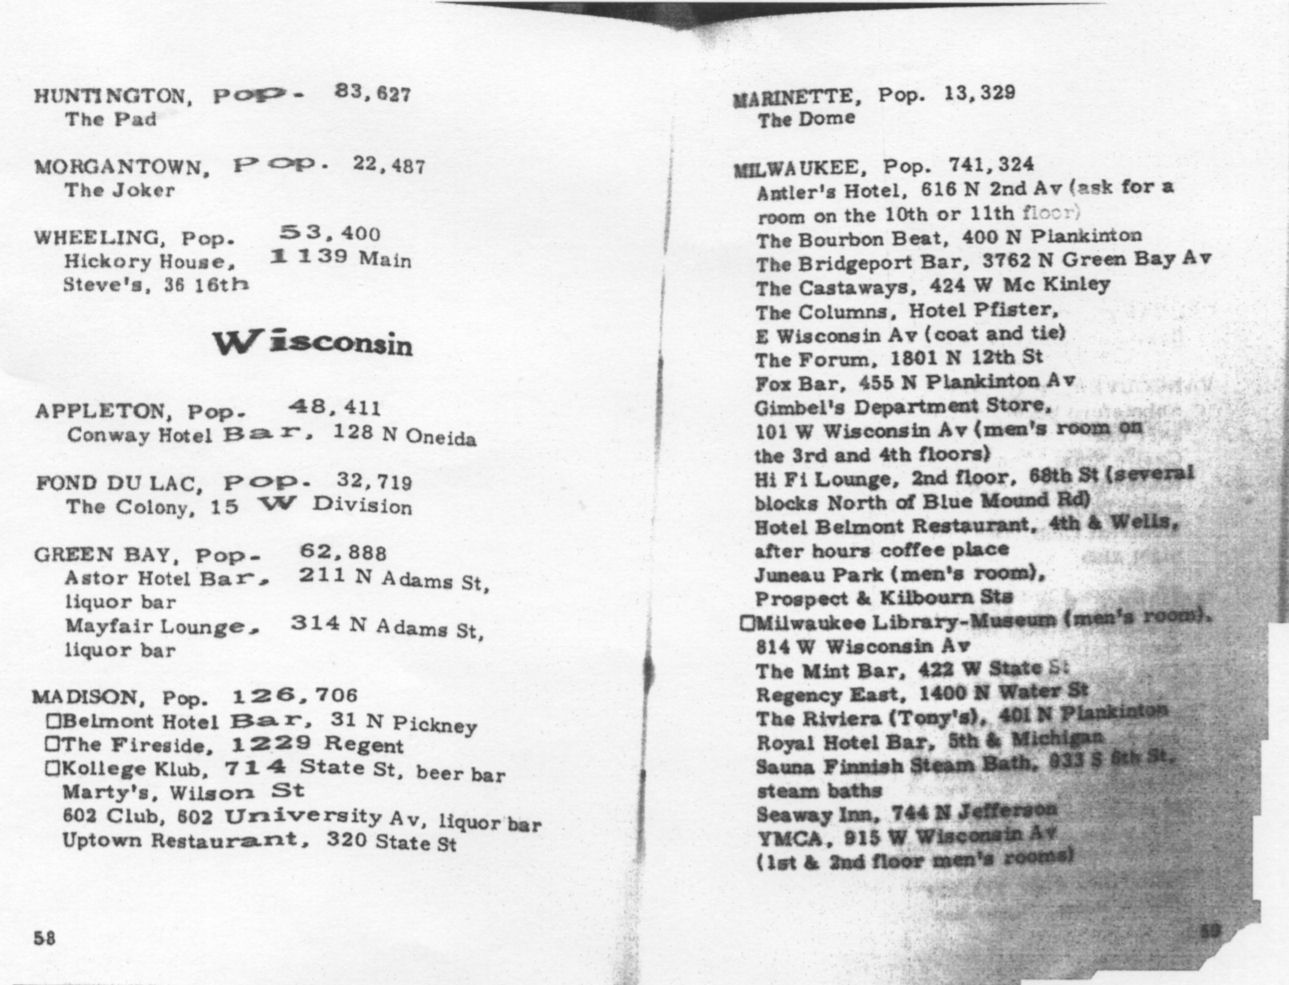 HUNTINGTON, Pop. 83,627
The Pad
MORGANTOWN, Pop. 22,487
The Joker
WHEELING, Pop. 53,400
Hickory House, 1139 Main
Steve's, 36 16th
Wisconsin
APPLETON, Pop. 48,411
Conway Hotel Bar, 128 N Oneida
FOND DU LAC, Pop. 32,719
The Colony, 15 W Division
GREEN BAY, Pop. 62,888
Astor Hotel Bar, 211 N Adams St,
liquor bar
Mayfair Lounge, 314 N Adams St,
liquor bar
MADISON, Pop. 126,706
□Belmont Hotel Bar, 31 N Pickney
□The Fireside, 1229 Regent
□Kollege Klub, 714 State St, beer bar
Marty's, Wilson St
602 Club, 602 University Av, liquor bar
Uptown Restaurant, 320 State St
58
MARINETTE, Pop. 13,329
The Dome
MILWAUKEE, Pop. 741,324
Antler's Hotel, 616 N 2nd Av (ask for a
room on the 10th or 11th floor)
The Bourbon Beat, 400 N Plankinton
The Bridgeport Bar, 3762 N Green Bay Av
The Castaways, 424 W Mc Kinley
The Columns, Hotel Pfister,
E Wisconsin Av (coat and tie)
The Forum, 1801 N 12th St
Fox Bar, 455 N Plankinton Av
Gimbel's Department Store,
101 W Wisconsin Av (men's room on
the 3rd and 4th floors)
Hi Fi Lounge, 2nd floor, 68th St (several
blocks North of Blue Mound Rd)
Hotel Belmont Restaurant, 4th & Wells,
after hours coffee place
Juneau Park (men's room),
Prospect & Kilbourn Sts
□Milwaukee Library-Museum (men's room),
814 W Wisconsin Av
The Mint Bar, 422 W State St
Regency East, 1400 N Water St
The Riviera (Tony's), 401 N Plankinton
Royal Hotel Bar, 5th & Michigan
Sauna Finnish Steam Bath, 933 S 6th St,
steam baths
Seaway Inn, 744 N Jefferson
YMCA, 915 W Wisconsin Av
(1st & 2nd floor men's rooms)
59